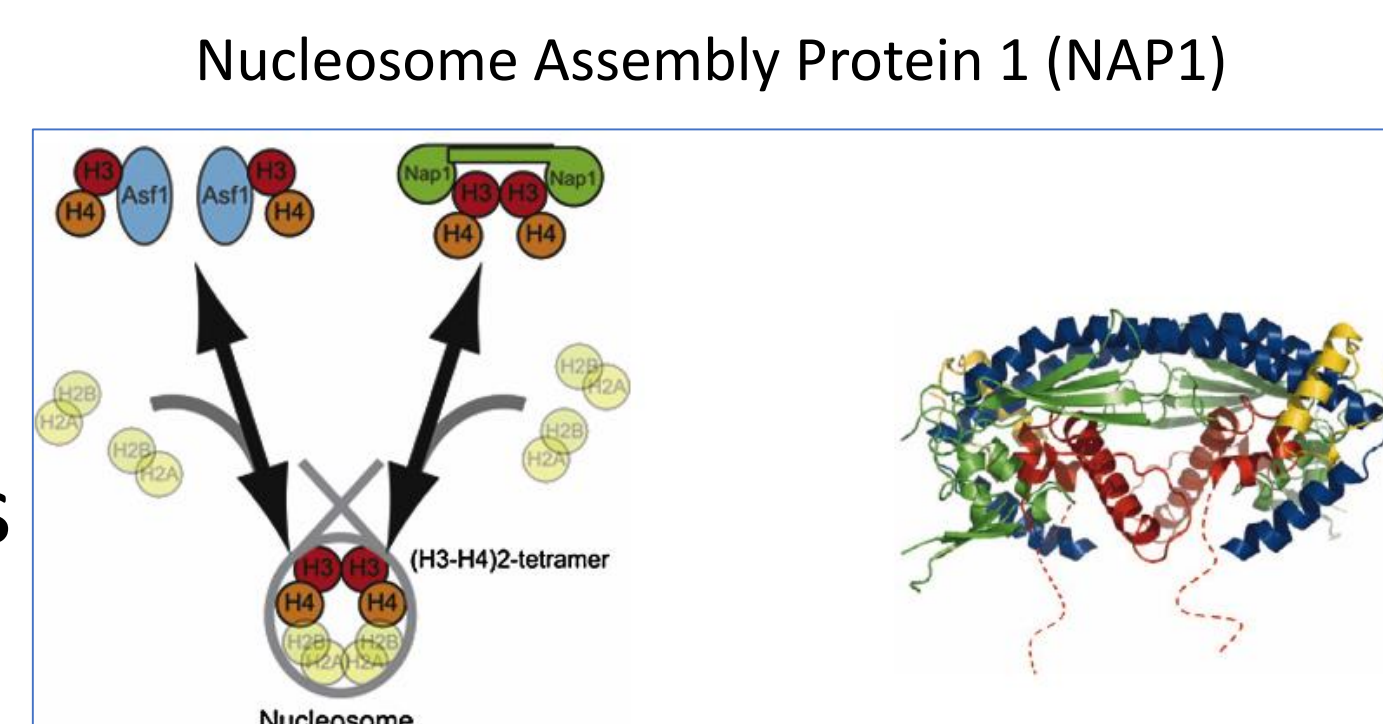 Nucleosome Assembly Protein 1 (NAP1)
H3
Asf1
H4
Asf1
H3
H4
Nap1
H3
H3
Nap1
H4
H4
H2B
H2A
H2B
H2A
H2B
H2A
H2B
H2A
s
(H3-H4)2-tetramer
H3
H3
H4
H4
H2B
H2B
H2A
H2A
Nucleosome